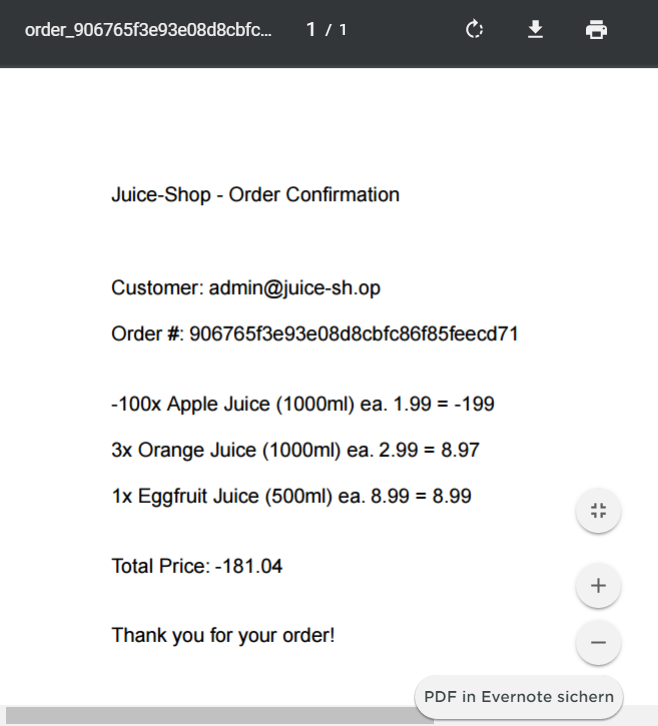 order_906765f3e93e08d8cbfc... 1 / 1
Juice-Shop - Order Confirmation
Customer: admin@juice-sh.op
Order #: 906765f3e93e08d8cbfc86f85feecd71
-100x Apple Juice (1000ml) ea. 1.99 = -199
3x Orange Juice (1000ml) ea. 2.99 = 8.97
1x Eggfruit Juice (500ml) ea. 8.99 = 8.99
Total Price: -181.04
Thank you for your order!
PDF in Evernote sichern